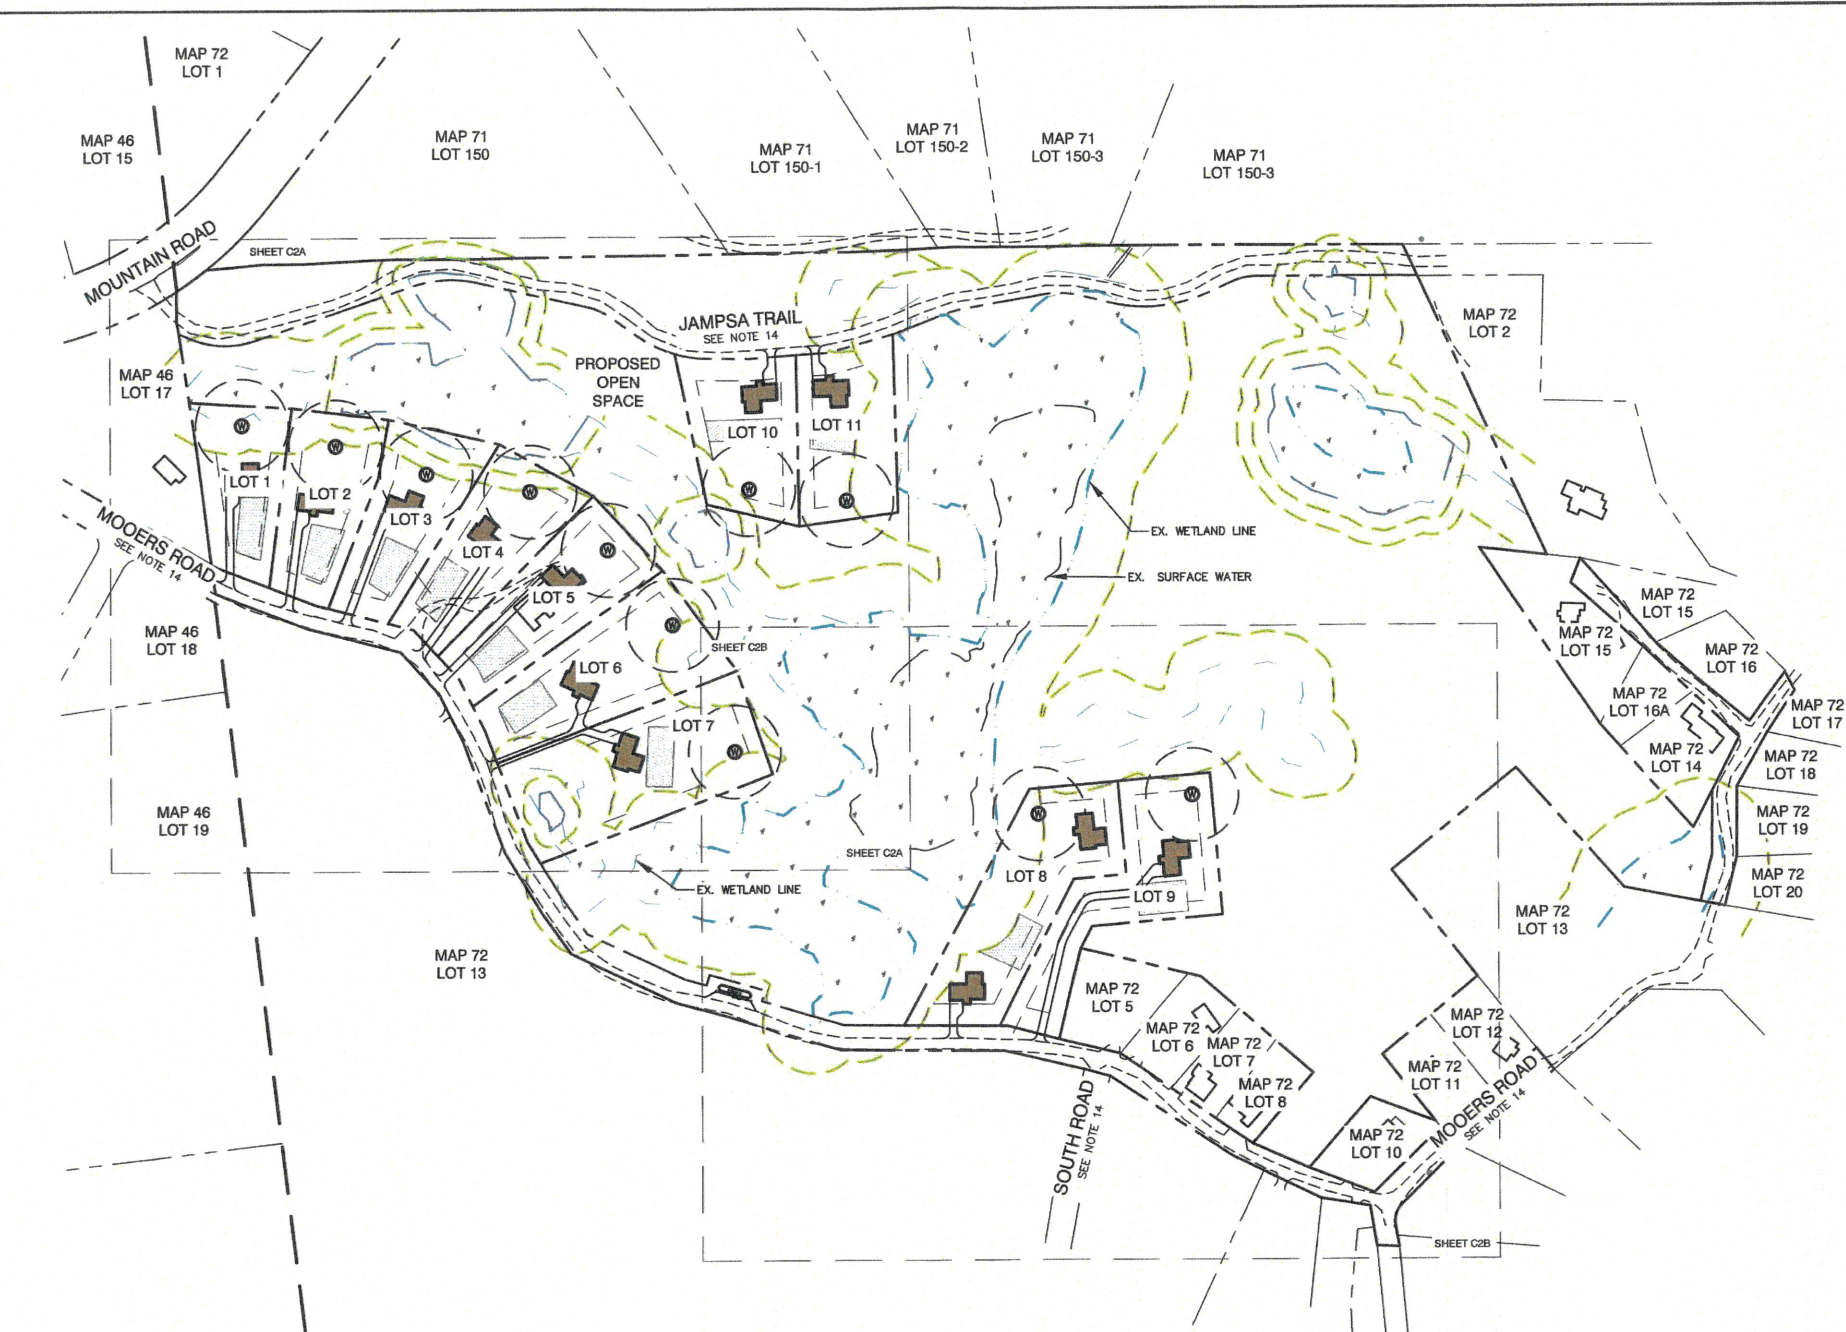 MAP 72
LOT 1
MAP 46
LOT 15
MAP 71
LOT 150
MAP 71
LOT 150-1
MAP 71
LOT 150-2
MAP 71
LOT 150-3
MAP 71
LOT 150-3
MOUNTAIN ROAD
SHEET C2A
JAMPSA TRAIL
SEE NOTE 14
MAP 72
LOT 2
MAP 46
LOT 17
PROPOSED
OPEN
SPACE
LOT 10
LOT 11
W
W
W
W
W
W
W
W
W
LOT 1
LOT 2
LOT 3
LOT 4
MOOERS ROAD
SEE NOTE 14
EX. WETLAND LINE
EX. SURFACE WATER
LOT 5
MAP 46
LOT 18
SHEET C2B
LOT 6
LOT 7
MAP 72
LOT 15
MAP 72
LOT 15
MAP 72
LOT 16
MAP 72
LOT 16A
MAP 72
LOT 17
MAP 72
LOT 14
MAP 72
LOT 18
MAP 46
LOT 19
MAP 72
LOT 19
W
W
SHEET C2A
LOT 8
LOT 9
EX. WETLAND LINE
MAP 72
LOT 20
MAP 72
LOT 13
MAP 72
LOT 13
MAP 72
LOT 5
MAP 72
LOT 6
MAP 72
LOT 7
MAP 72
LOT 8
MAP 72
LOT 12
MAP 72
LOT 11
MAP 72
LOT 10
MOOERS ROAD
SEE NOTE 14
SOUTH ROAD
SEE NOTE 14
SHEET C2B